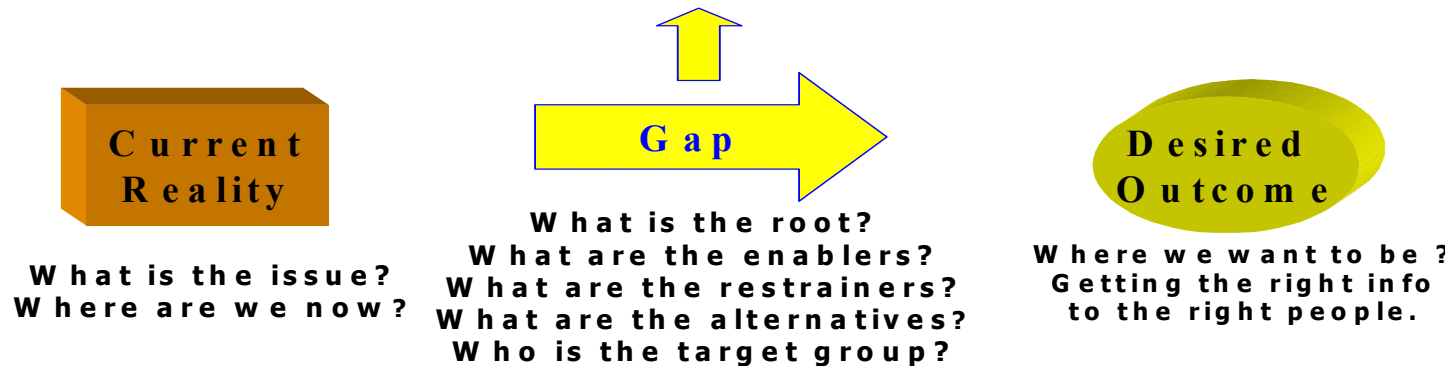 Current
Reality
What is the issue?
Where are we now?
Gap
What is the root?
What are the enablers?
What are the restrainers?
What are the alternatives?
Who is the target group?
Desired
Outcome
Where we want to be ?
Getting the right info
to the right people.